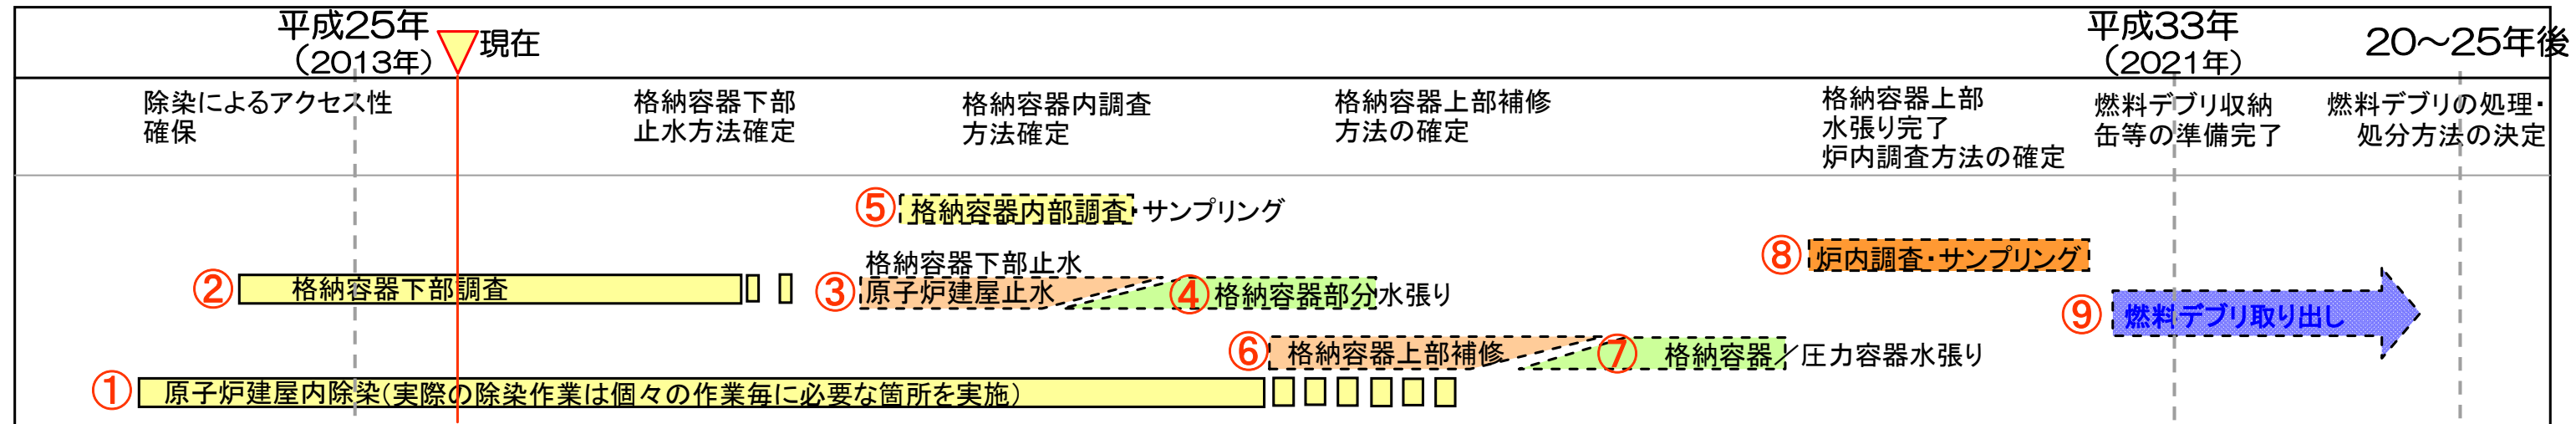 平成25年
（2013年）
現在
平成33年
（2021年）
20～25年後
除染によるアクセス性
確保
格納容器下部
止水方法確定
格納容器内調査
方法確定
格納容器上部補修
方法の確定
格納容器上部
水張り完了
炉内調査方法の確定
燃料デブリ収納
缶等の準備完了
燃料デブリの処理・
処分方法の決定
⑤ 格納容器内部調査・サンプリング
⑧ 炉内調査・サンプリング
② 格納容器下部調査
格納容器下部止水
③ 原子炉建屋止水
④ 格納容器部分水張り
⑨ 燃料デブリ取り出し
⑥ 格納容器上部補修
⑦ 格納容器／圧力容器水張り
① 原子炉建屋内除染（実際の除染作業は個々の作業毎に必要な箇所を実施）